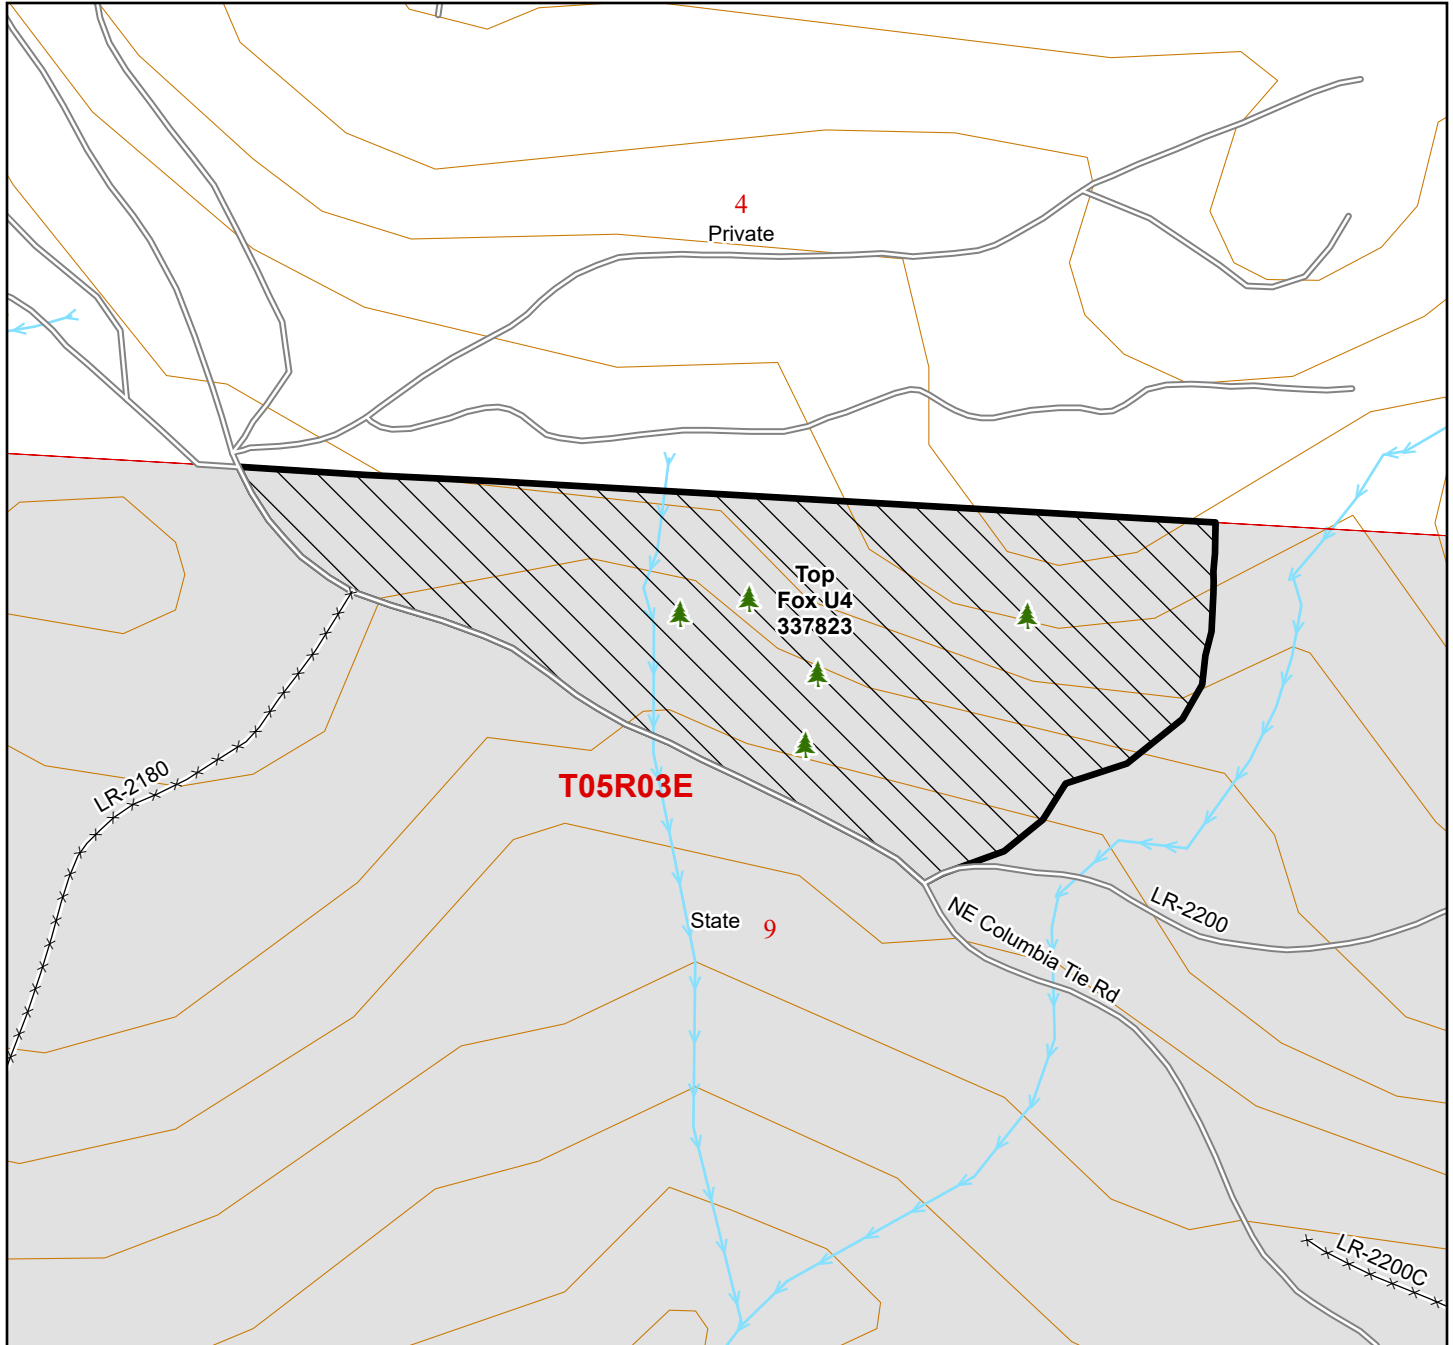 4
Private
Top
Fox U4
337823
LR-2180
T05R03E
State
9
LR-2200
NE Columbia Tie Rd
LR-2200C